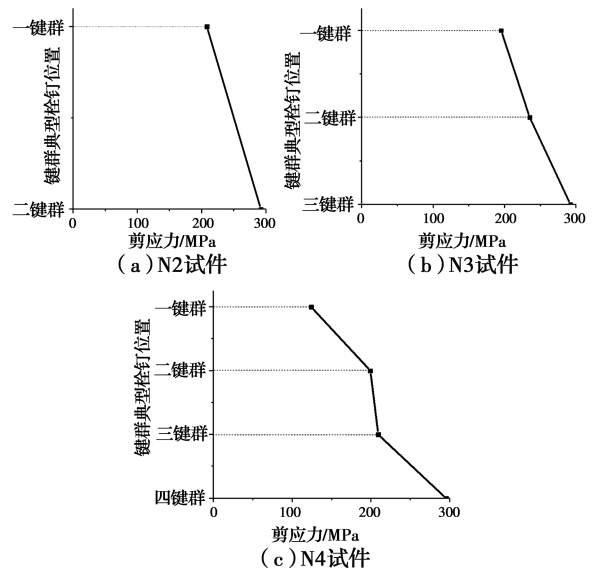 键群典型栓钉位置
一键群
二键群
0
100
200
300
剪应力/MPa
（a）N2试件
键群典型栓钉位置
一键群
二键群
三键群
0
100
200
300
剪应力/MPa
（b）N3试件
键群典型栓钉位置
一键群
二键群
三键群
四键群
0
100
200
300
剪应力/MPa
（c）N4试件